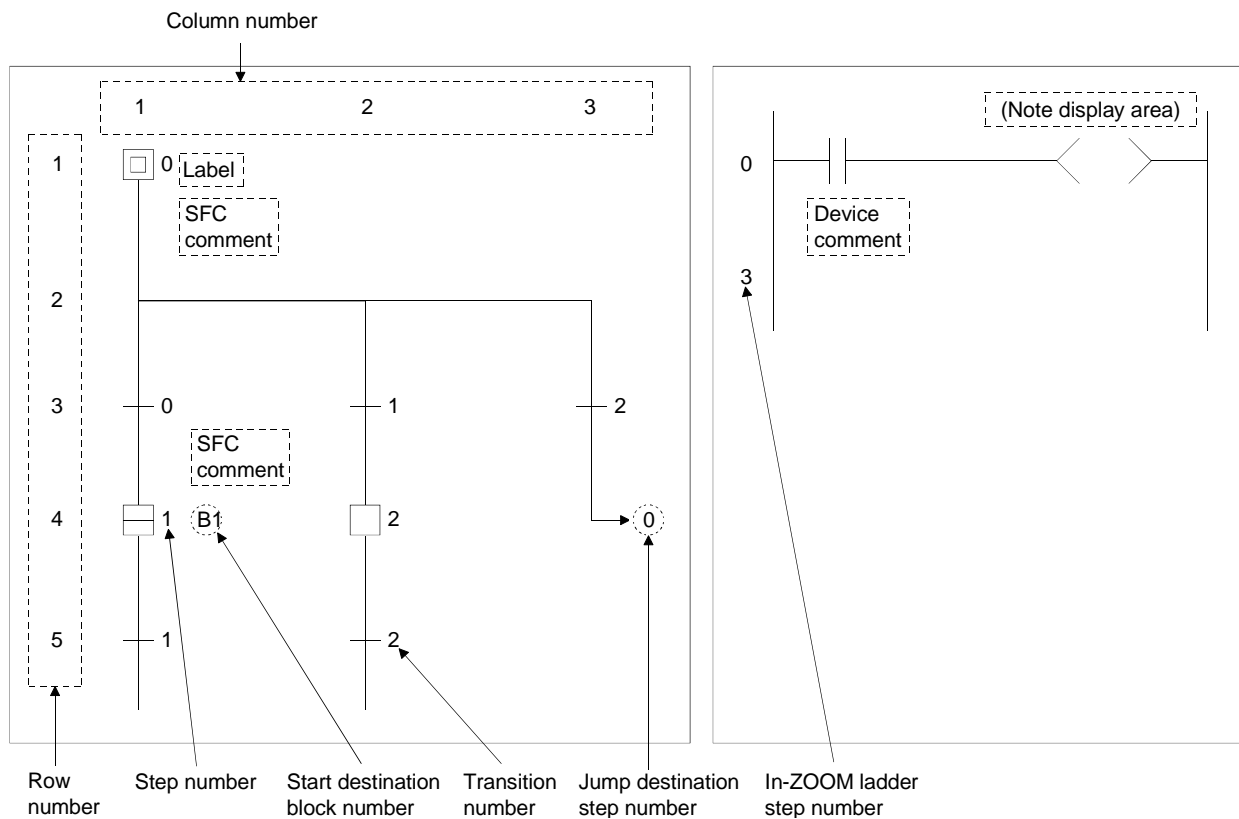 Column number
1 2 3
(Note display area)
1 0 Label
0
SFC
comment
Device
comment
3
2
3 0 1 2
SFC
comment
4 1 B1 2 0
5 1 2
Row
number
Step number
Start destination
block number
Transition
number
Jump destination
step number
In-ZOOM ladder
step number